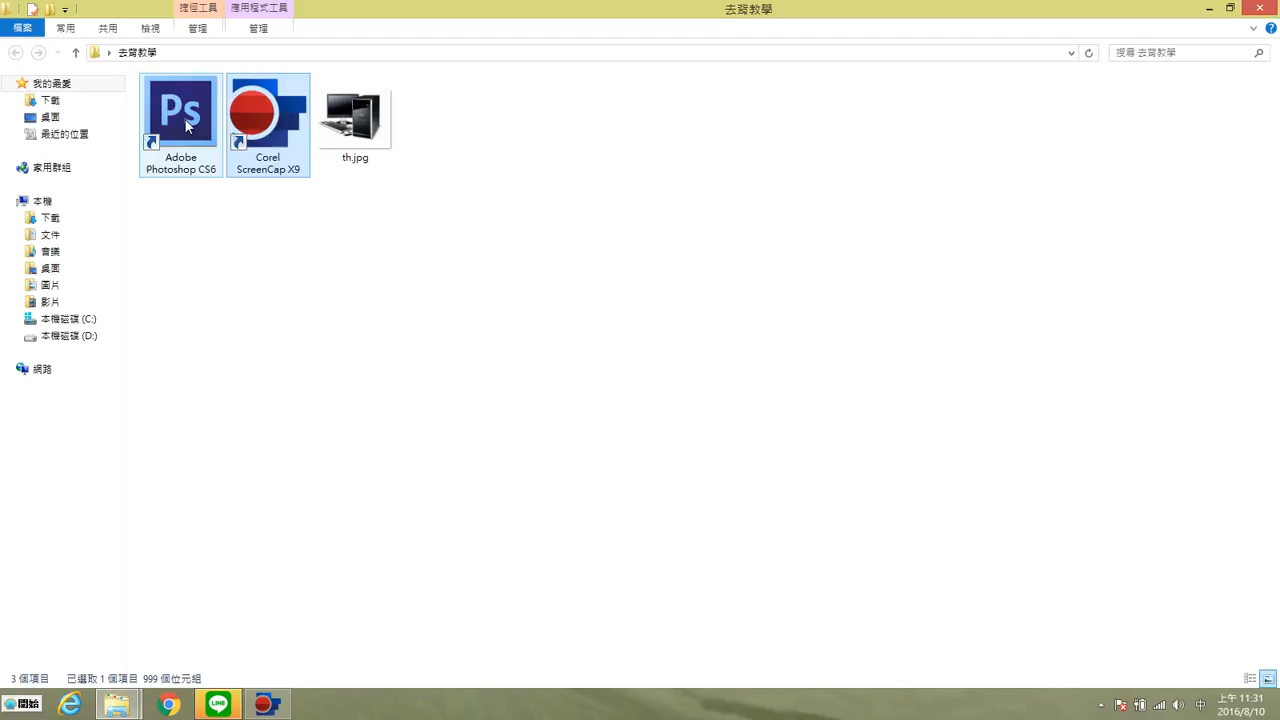 捷徑工具 應用程式工具 去背教學
檔案 常用 共用 檢視 管理 管理
去背教學 搜尋 去背教學
我的最愛
下載
桌面
最近的位置
家用群組
本機
下載
文件
音樂
桌面
圖片
影片
本機磁碟 (C:)
本機磁碟 (D:)
網路
Ps
Adobe
Photoshop CS6
Corel
ScreenCap X9
th.jpg
3 個項目 已選取 1 個項目 999 個位元組
開始 LINE 中 上午 11:31
2016/8/10